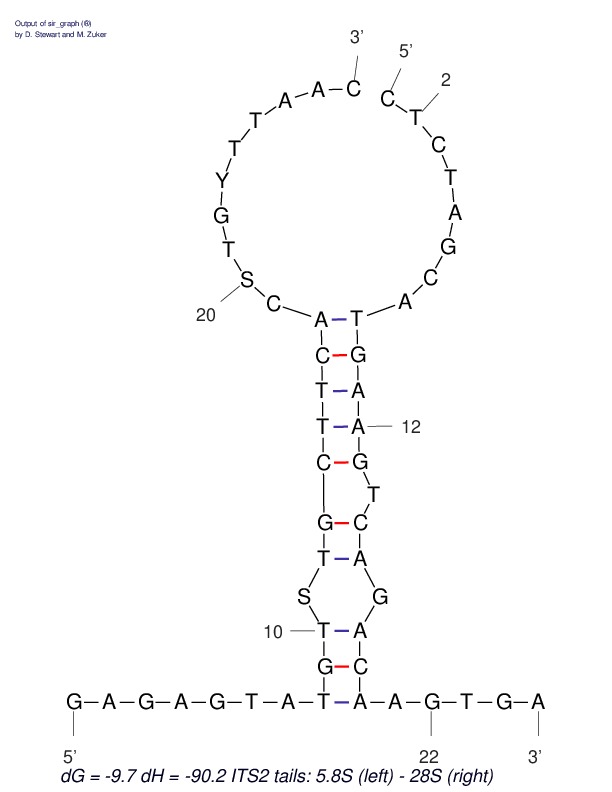 Output of sir_graph (®)
by D. Stewart and M. Zuker
3'
5'
2
A A C C
T T
T C
Y T
G A
T G
S C
20 C A
A T
C G
T A
T A 12
C G
T
G C
T A
S G
10 T A
G C
G A G A G T A T A A G T G A
5' 22 3'
dG = -9.7 dH = -90.2 ITS2 tails: 5.8S (left) - 28S (right)